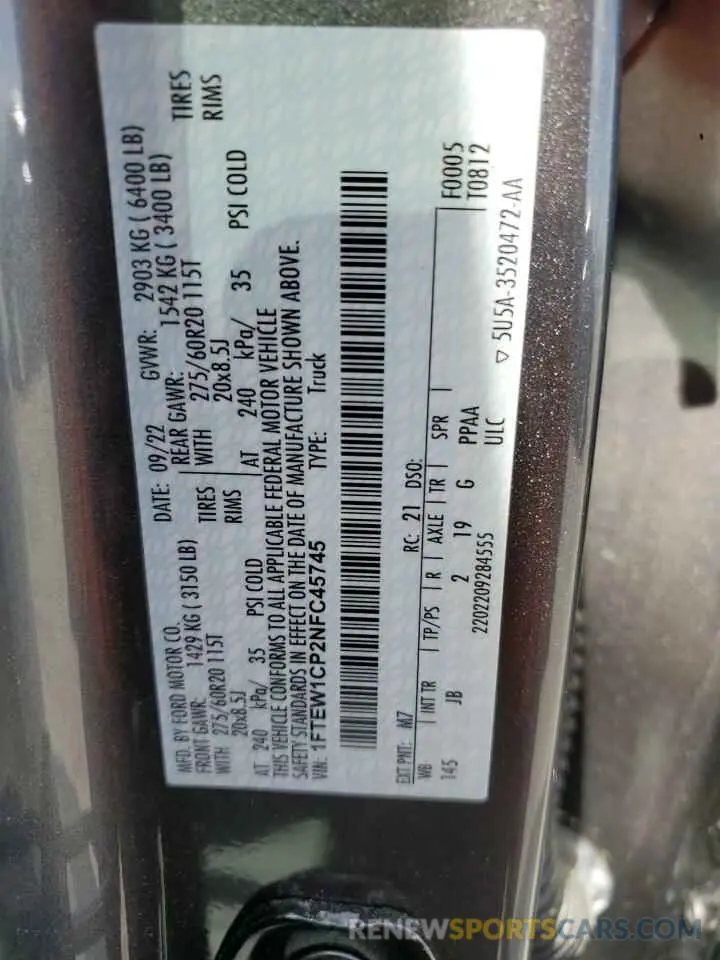 MFD. BY FORD MOTOR CO.
DATE: 09/22 GVWR: 2903 KG ( 6400 LB)
FRONT GAWR: 1429 KG ( 3150 LB)
REAR GAWR: 1542 KG ( 3400 LB)
WITH 275/60R20 115T TIRES
WITH 275/60R20 115T TIRES
20x8.5J RIMS
20x8.5J RIMS
AT 240 kPa/ 35 PSI COLD
AT 240 kPa/ 35 PSI COLD
THIS VEHICLE CONFORMS TO ALL APPLICABLE FEDERAL MOTOR VEHICLE
SAFETY STANDARDS IN EFFECT ON THE DATE OF MANUFACTURE SHOWN ABOVE.
VIN: 1FTEW1CP2NFC45745 TYPE: Truck
EXT PNT: M7 RC: 21 DSO: F0005
WB INT TR TP/PS R AXLE TR SPR T0812
145 JB 2 19 G PPAA
2202209284555 ULC
▽ 5U5A-3520472-AA
RENEWSPORTSCARS.COM